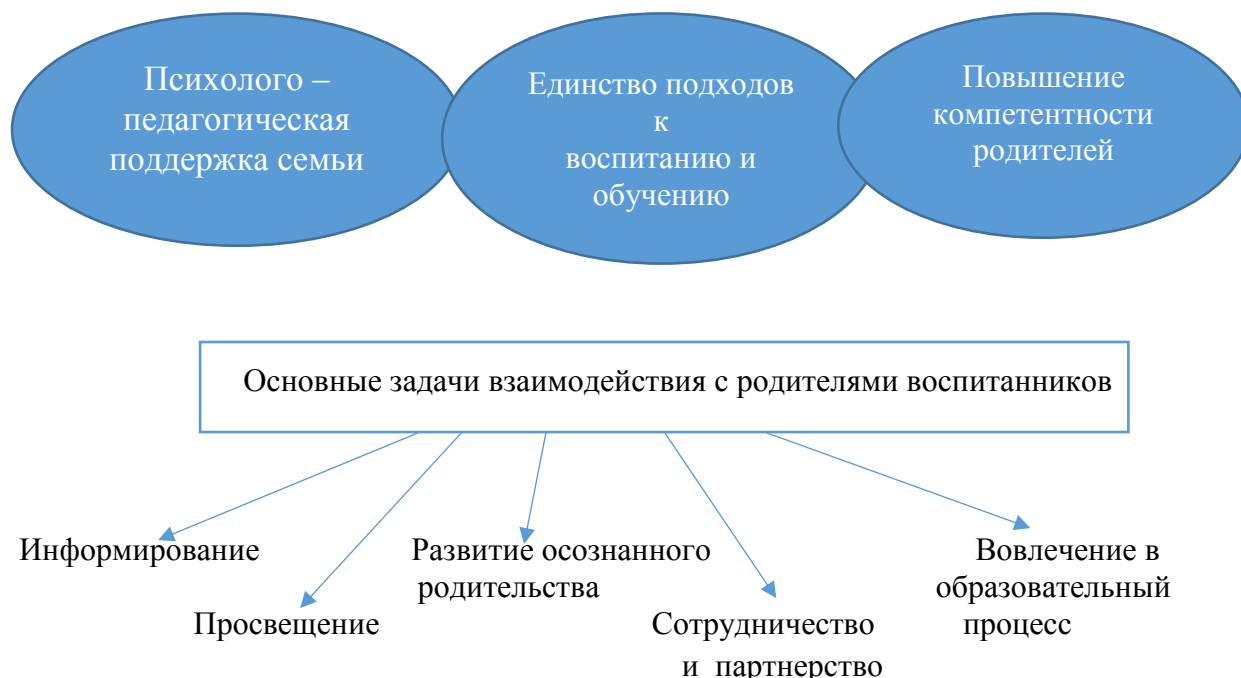 Психолого –
педагогическая
поддержка семьи
Единство подходов
к
воспитанию и
обучению
Повышение
компетентности
родителей
Основные задачи взаимодействия с родителями воспитанников
Информирование
Просвещение
Развитие осознанного
родительства
Сотрудничество
и партнерство
Вовлечение в
образовательный
процесс